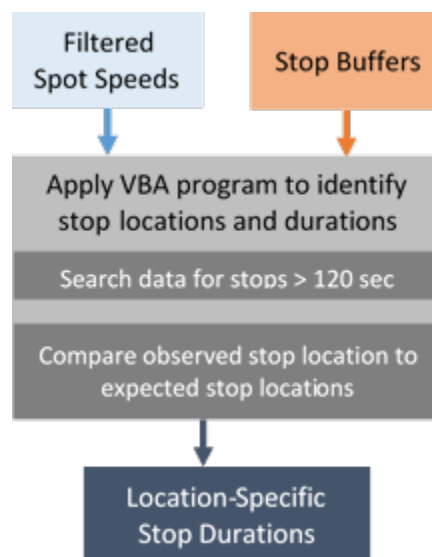 Filtered
Spot Speeds
Stop Buffers
Apply VBA program to identify
stop locations and durations
Search data for stops > 120 sec
Compare observed stop location to
expected stop locations
Location-Specific
Stop Durations